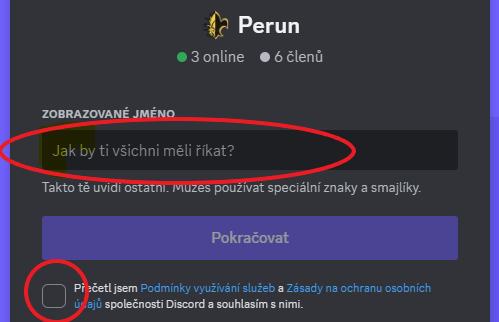 Perun
3 online 6 členů
ZOBRAZOVANÉ JMÉNO
Jak by ti všichni měli říkat?
Takto tě uvidí ostatní. Můžeš používat speciální znaky a smajlíky.
Pokračovat
Přečetl jsem Podmínky využívání služeb a Zásady na ochranu osobních
údajů společnosti Discord a souhlasím s nimi.